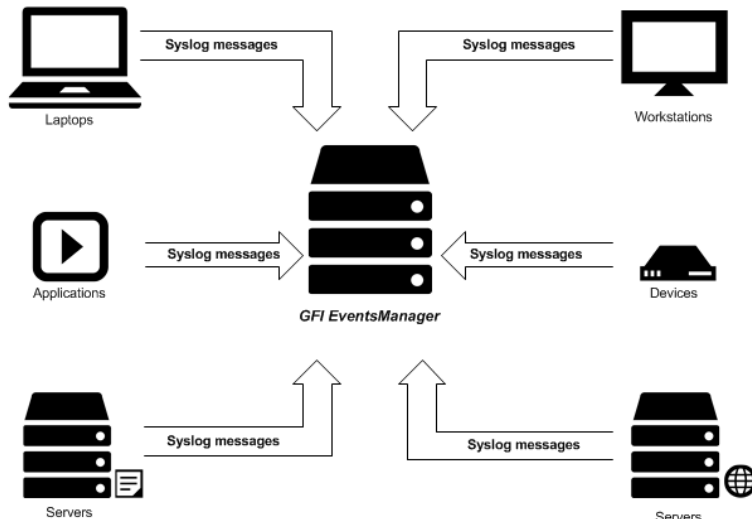 Syslog messages
Syslog messages
Laptops
Workstations
Syslog messages
Syslog messages
Applications
Devices
GFI EventsManager
Syslog messages
Syslog messages
Servers
Servers